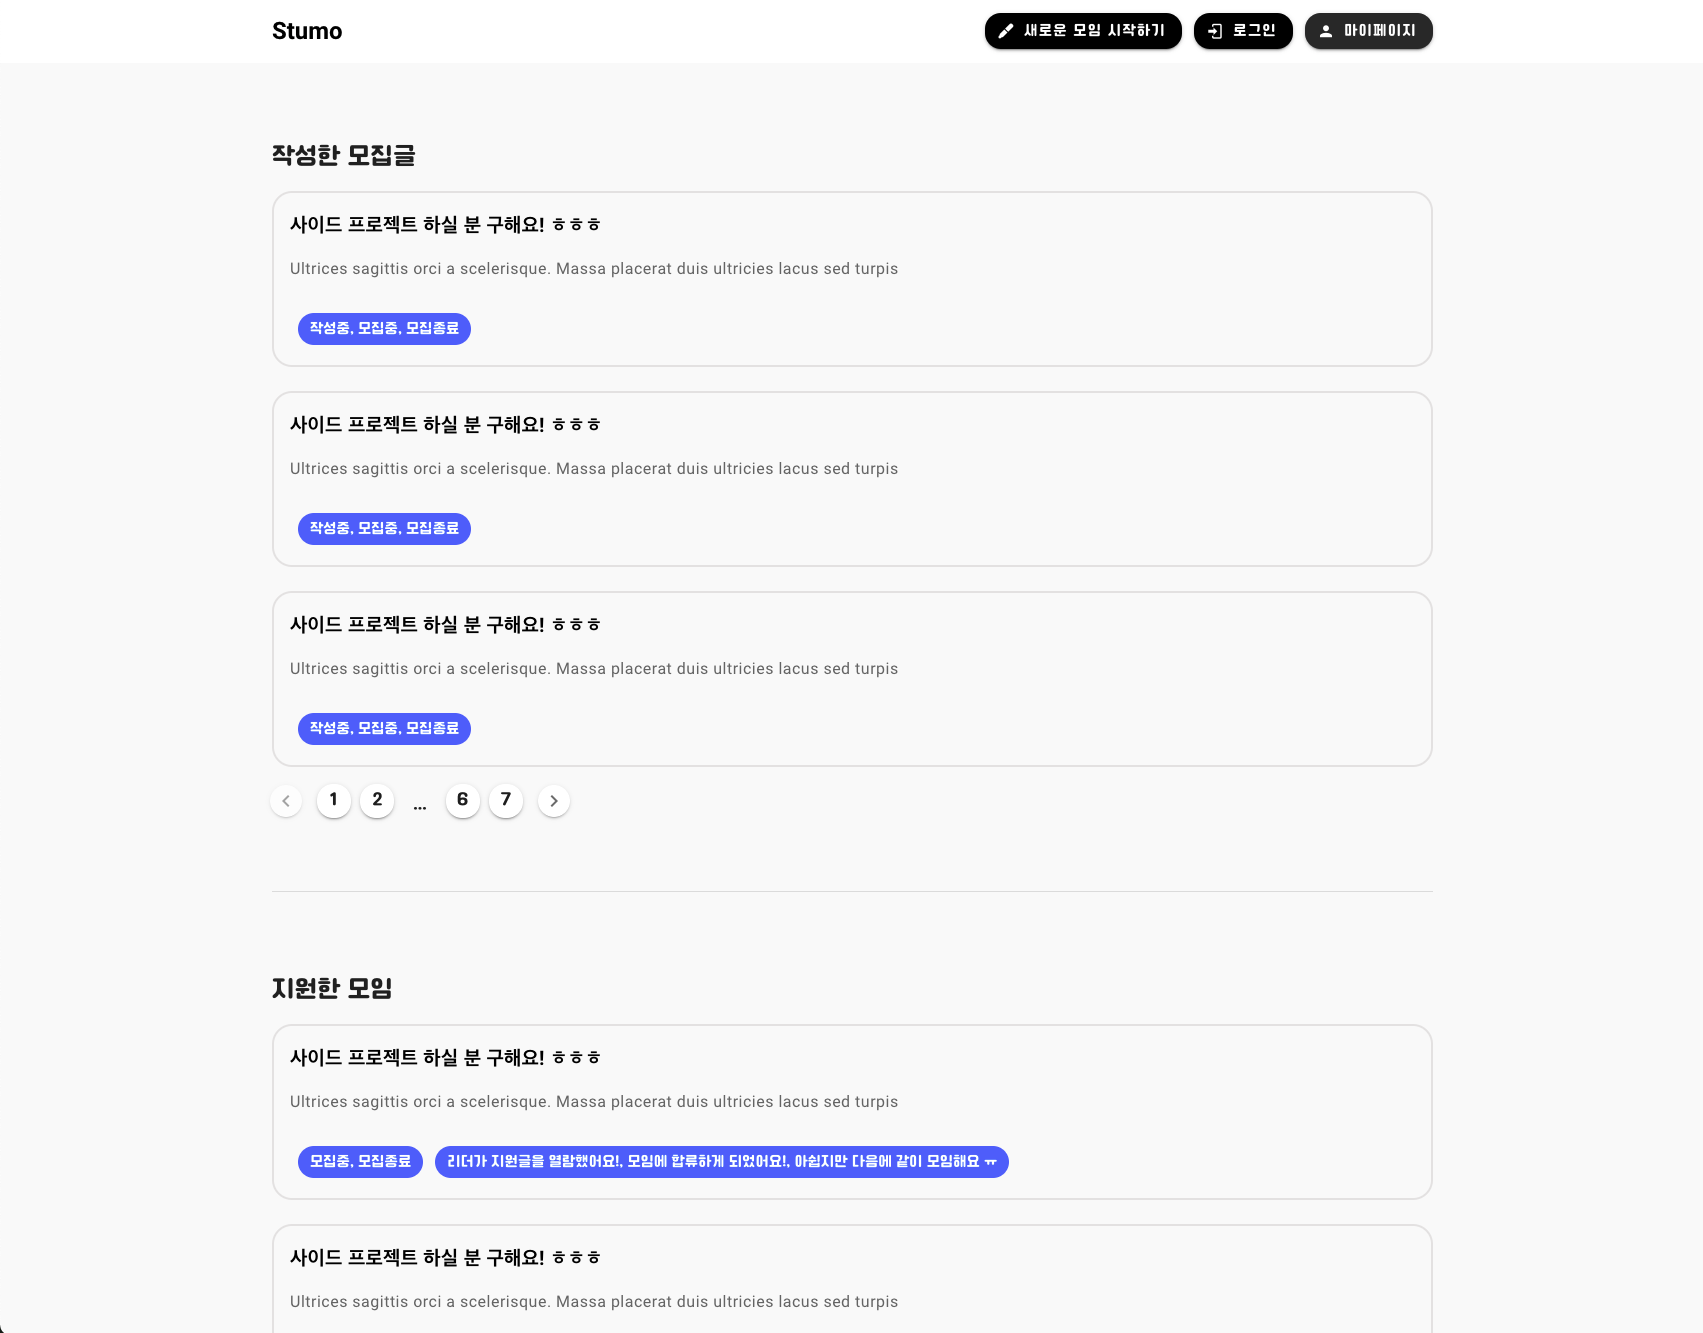 Stumo
새로운 모임 시작하기
로그인
마이페이지
작성한 모집글
사이드 프로젝트 하실 분 구해요! ㅎㅎㅎ
Ultrices sagittis orci a scelerisque. Massa placerat duis ultricies lacus sed turpis
작성중, 모집중, 모집종료
사이드 프로젝트 하실 분 구해요! ㅎㅎㅎ
Ultrices sagittis orci a scelerisque. Massa placerat duis ultricies lacus sed turpis
작성중, 모집중, 모집종료
사이드 프로젝트 하실 분 구해요! ㅎㅎㅎ
Ultrices sagittis orci a scelerisque. Massa placerat duis ultricies lacus sed turpis
작성중, 모집중, 모집종료
1 2 ... 6 7
지원한 모임
사이드 프로젝트 하실 분 구해요! ㅎㅎㅎ
Ultrices sagittis orci a scelerisque. Massa placerat duis ultricies lacus sed turpis
모집중, 모집종료
리더가 지원글을 열람했어요!, 모임에 합류하게 되었어요!, 아쉽지만 다음에 같이 모임해요 ㅠ
사이드 프로젝트 하실 분 구해요! ㅎㅎㅎ
Ultrices sagittis orci a scelerisque. Massa placerat duis ultricies lacus sed turpis